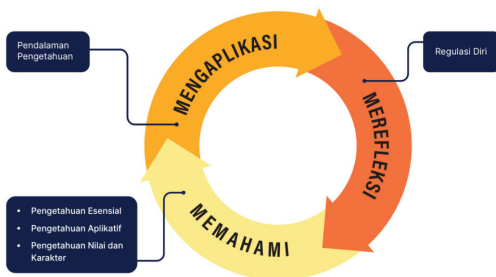 Pendalaman
Pengetahuan
MENGAPLIKASI
Regulasi Diri
MEREFLEKSI
• Pengetahuan Esensial
• Pengetahuan Aplikatif
• Pengetahuan Nilai dan
Karakter
MEMAHAMI